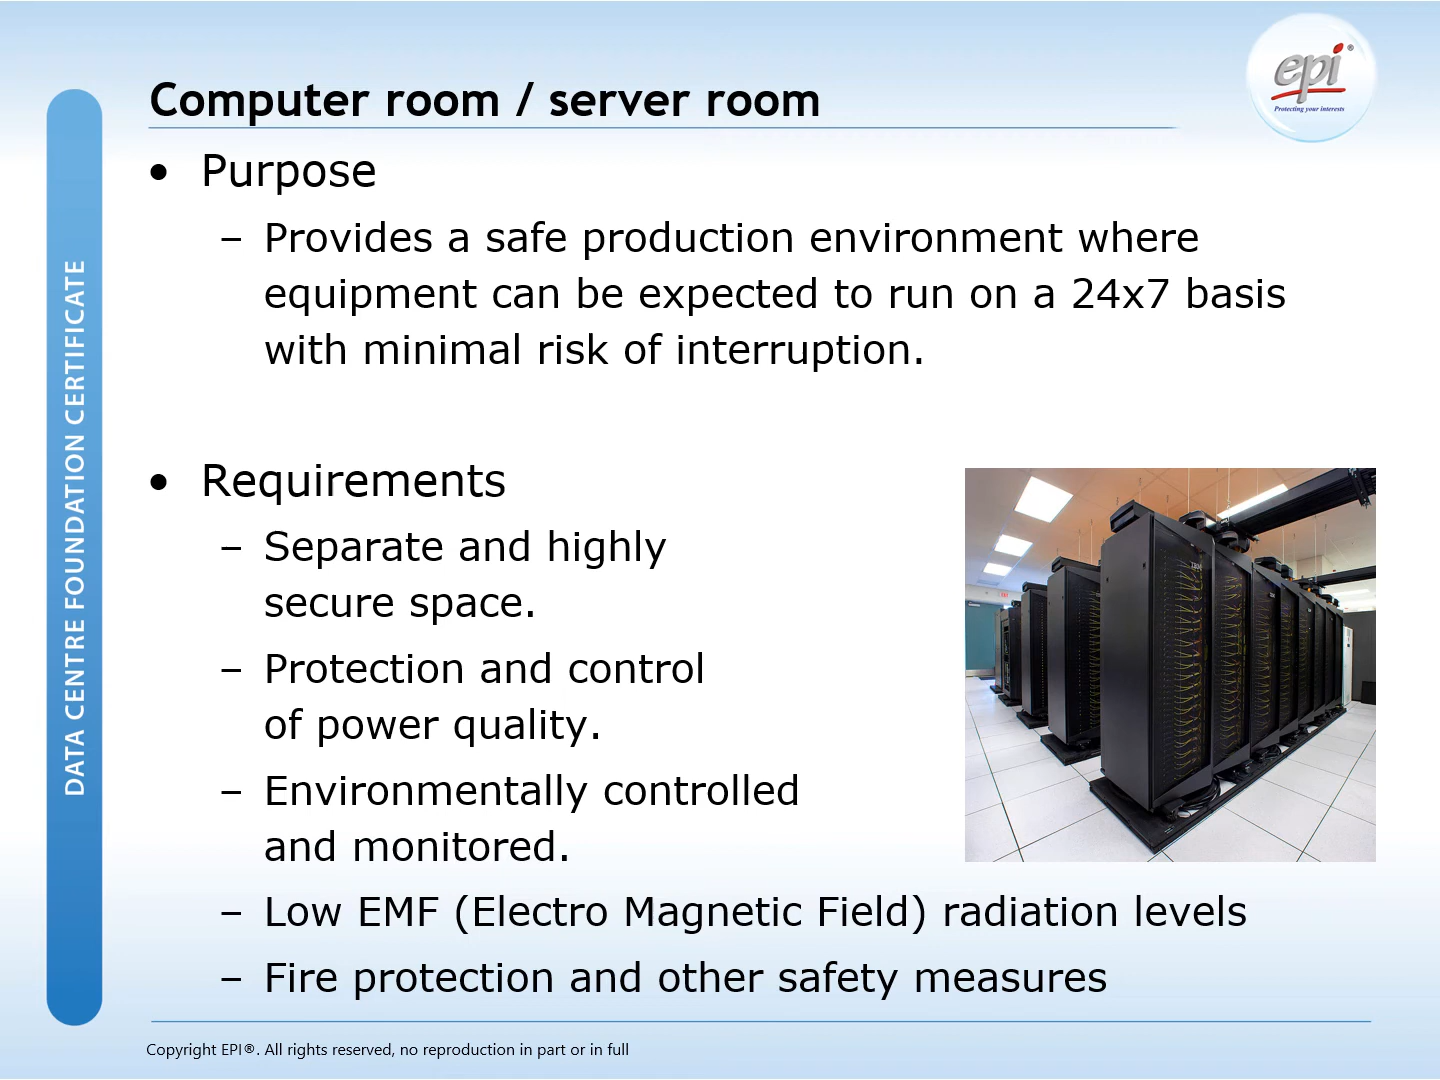 epi®
Protecting your interests
Computer room / server room
DATA CENTRE FOUNDATION CERTIFICATE
• Purpose
– Provides a safe production environment where
equipment can be expected to run on a 24x7 basis
with minimal risk of interruption.
• Requirements
– Separate and highly
secure space.
– Protection and control
of power quality.
– Environmentally controlled
and monitored.
– Low EMF (Electro Magnetic Field) radiation levels
– Fire protection and other safety measures
Copyright EPI®. All rights reserved, no reproduction in part or in full